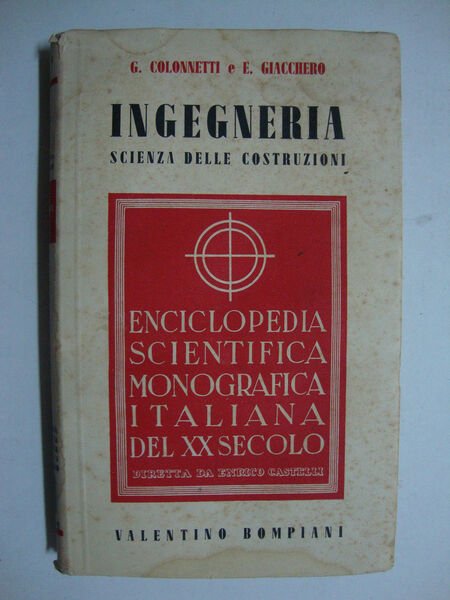 G. COLONNETTI e E. GIACCHERO
INGEGNERIA
SCIENZA DELLE COSTRUZIONI
ENCICLOPEDIA
SCIENTIFICA
MONOGRAFICA
ITALIANA
DEL XX SECOLO
DIRETTA DA ENRICO CASTELLI
VALENTINO BOMPIANI